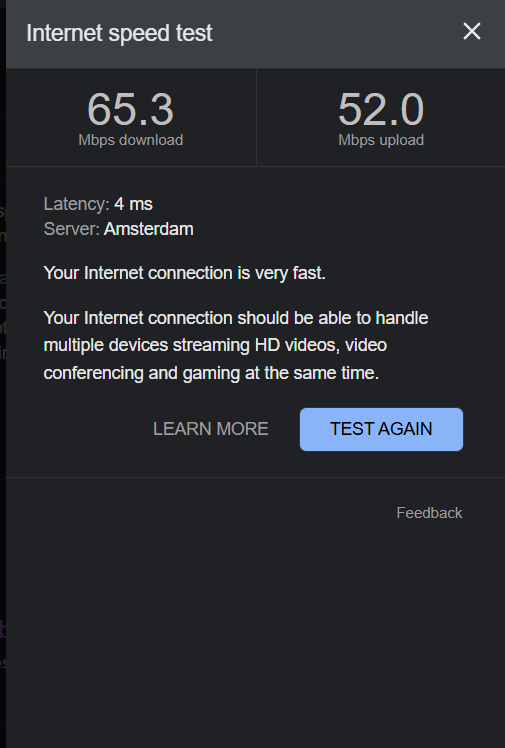 Internet speed test
65.3
Mbps download
52.0
Mbps upload
Latency: 4 ms
Server: Amsterdam
Your Internet connection is very fast.
Your Internet connection should be able to handle
multiple devices streaming HD videos, video
conferencing and gaming at the same time.
LEARN MORE
TEST AGAIN
Feedback